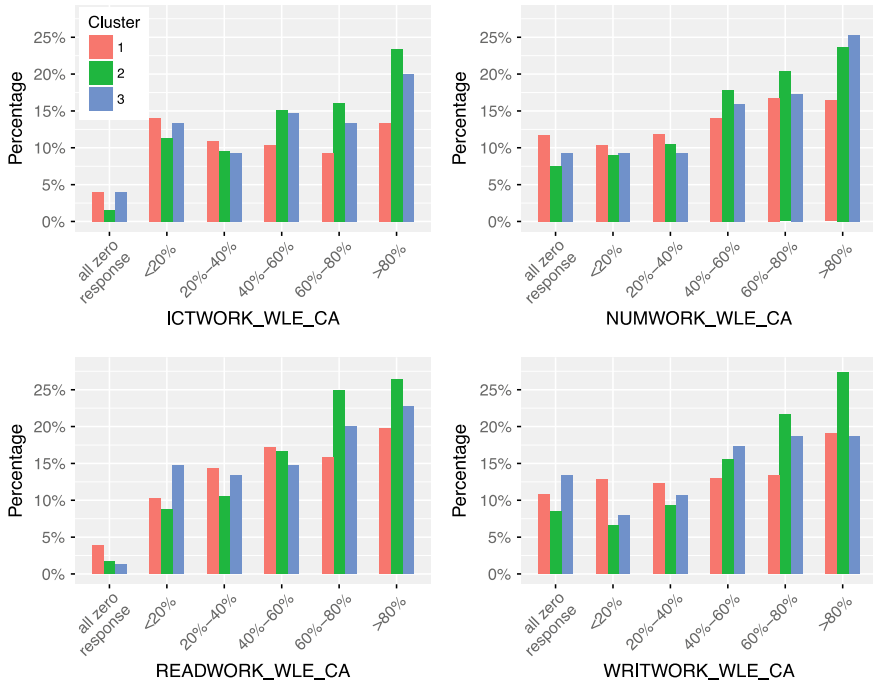 Cluster
1
2
3
Percentage
25%
20%
15%
10%
5%
0%
all zero
response
<20%
20%–40%
40%–60%
60%–80%
>80%
ICTWORK_WLE_CA
Percentage
25%
20%
15%
10%
5%
0%
all zero
response
<20%
20%–40%
40%–60%
60%–80%
>80%
NUMWORK_WLE_CA
Percentage
25%
20%
15%
10%
5%
0%
all zero
response
<20%
20%–40%
40%–60%
60%–80%
>80%
READWORK_WLE_CA
Percentage
25%
20%
15%
10%
5%
0%
all zero
response
<20%
20%–40%
40%–60%
60%–80%
>80%
WRITWORK_WLE_CA